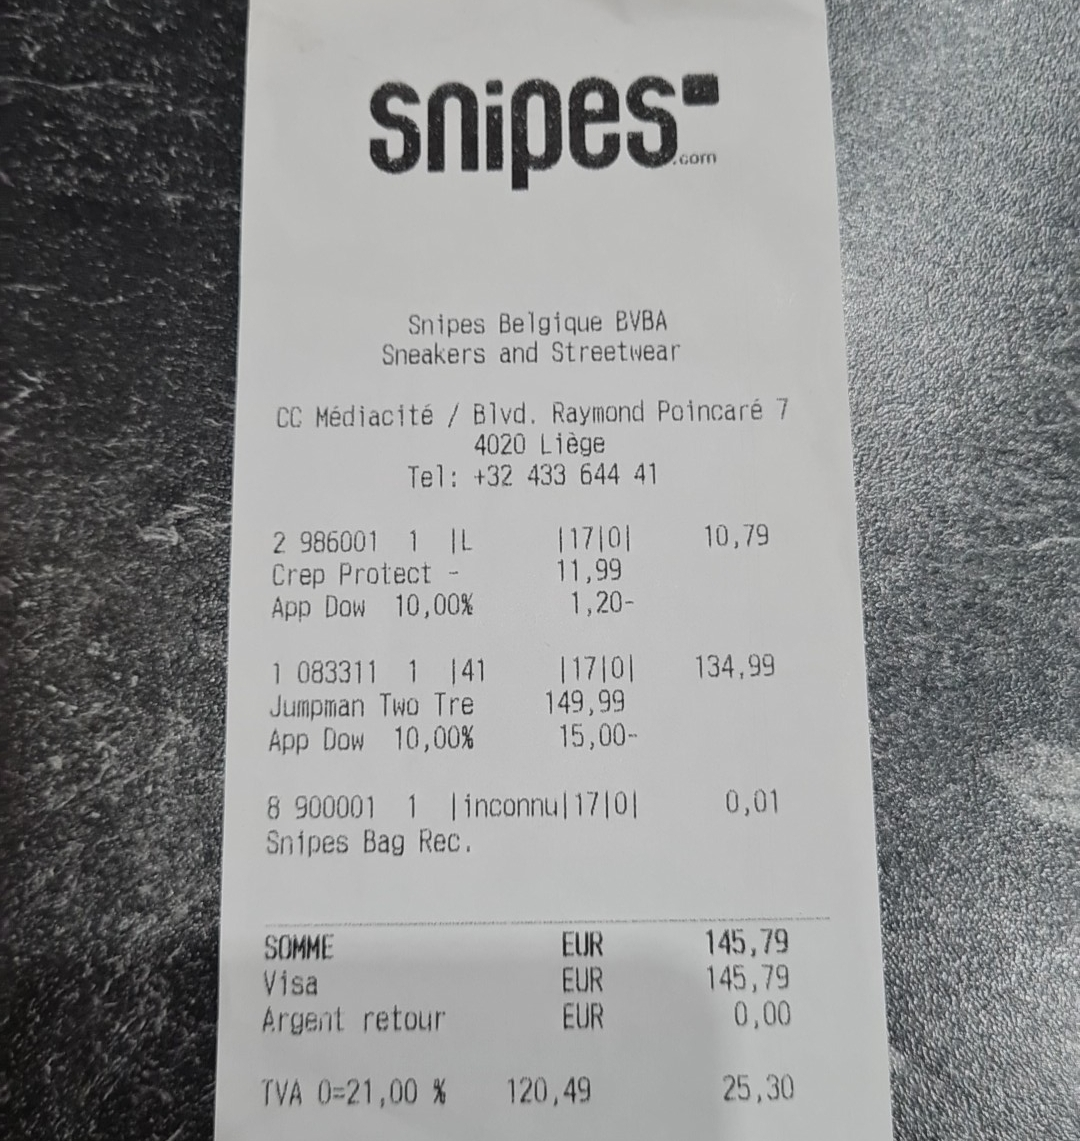 snipes
.com
Snipes Belgique BVBA
Sneakers and Streetwear
CC Médiacité / Blvd. Raymond Poincaré 7
4020 Liège
Tel: +32 433 644 41
2 986001 1 |L |17|0| 10,79
Crep Protect - 11,99
App Dow 10,00% 1,20-
1 083311 1 |41 |17|0| 134,99
Jumpman Two Tre 149,99
App Dow 10,00% 15,00-
8 900001 1 |inconnu|17|0| 0,01
Snipes Bag Rec.
SOMME EUR 145,79
Visa EUR 145,79
Argent retour EUR 0,00
TVA 0=21,00 % 120,49 25,30